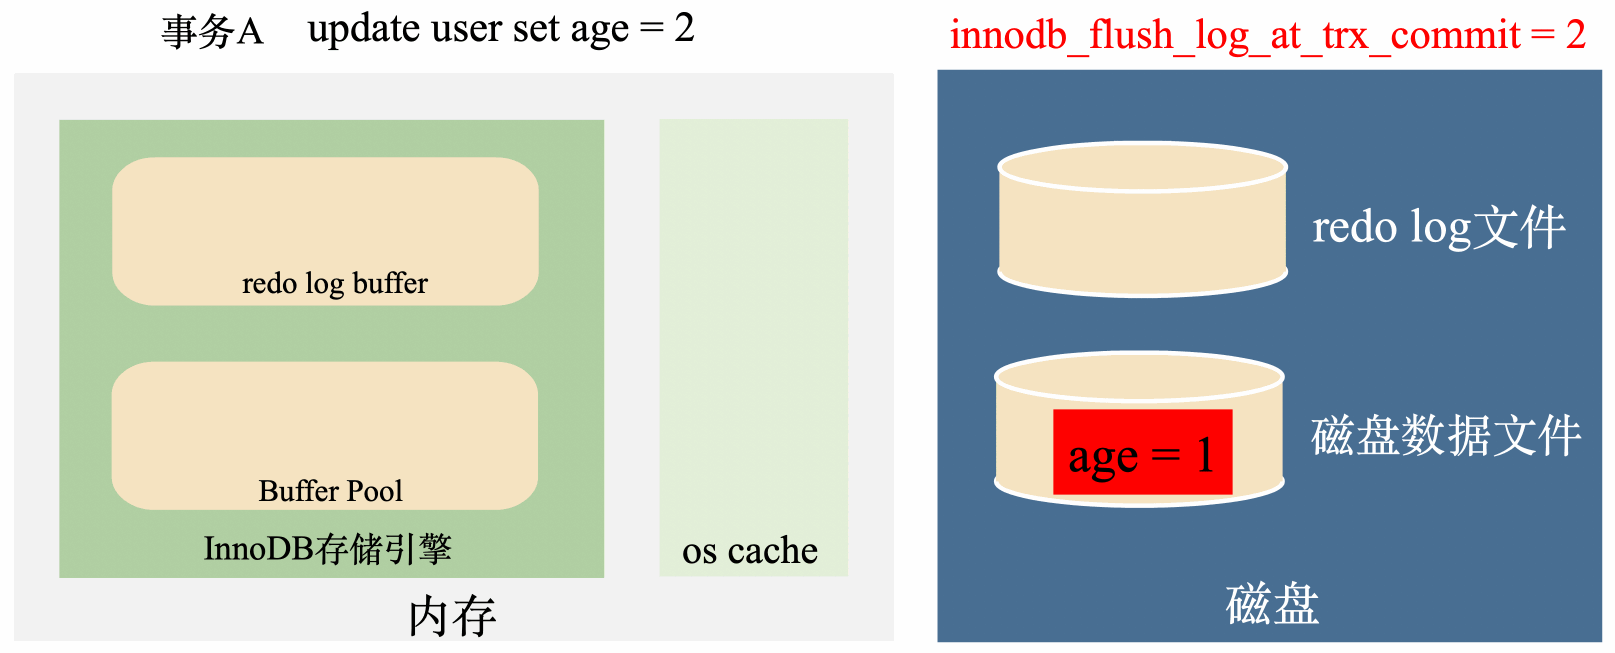 事务A update user set age = 2
innodb_flush_log_at_trx_commit = 2
redo log buffer
Buffer Pool
InnoDB存储引擎
os cache
内存
redo log文件
age = 1
磁盘数据文件
磁盘